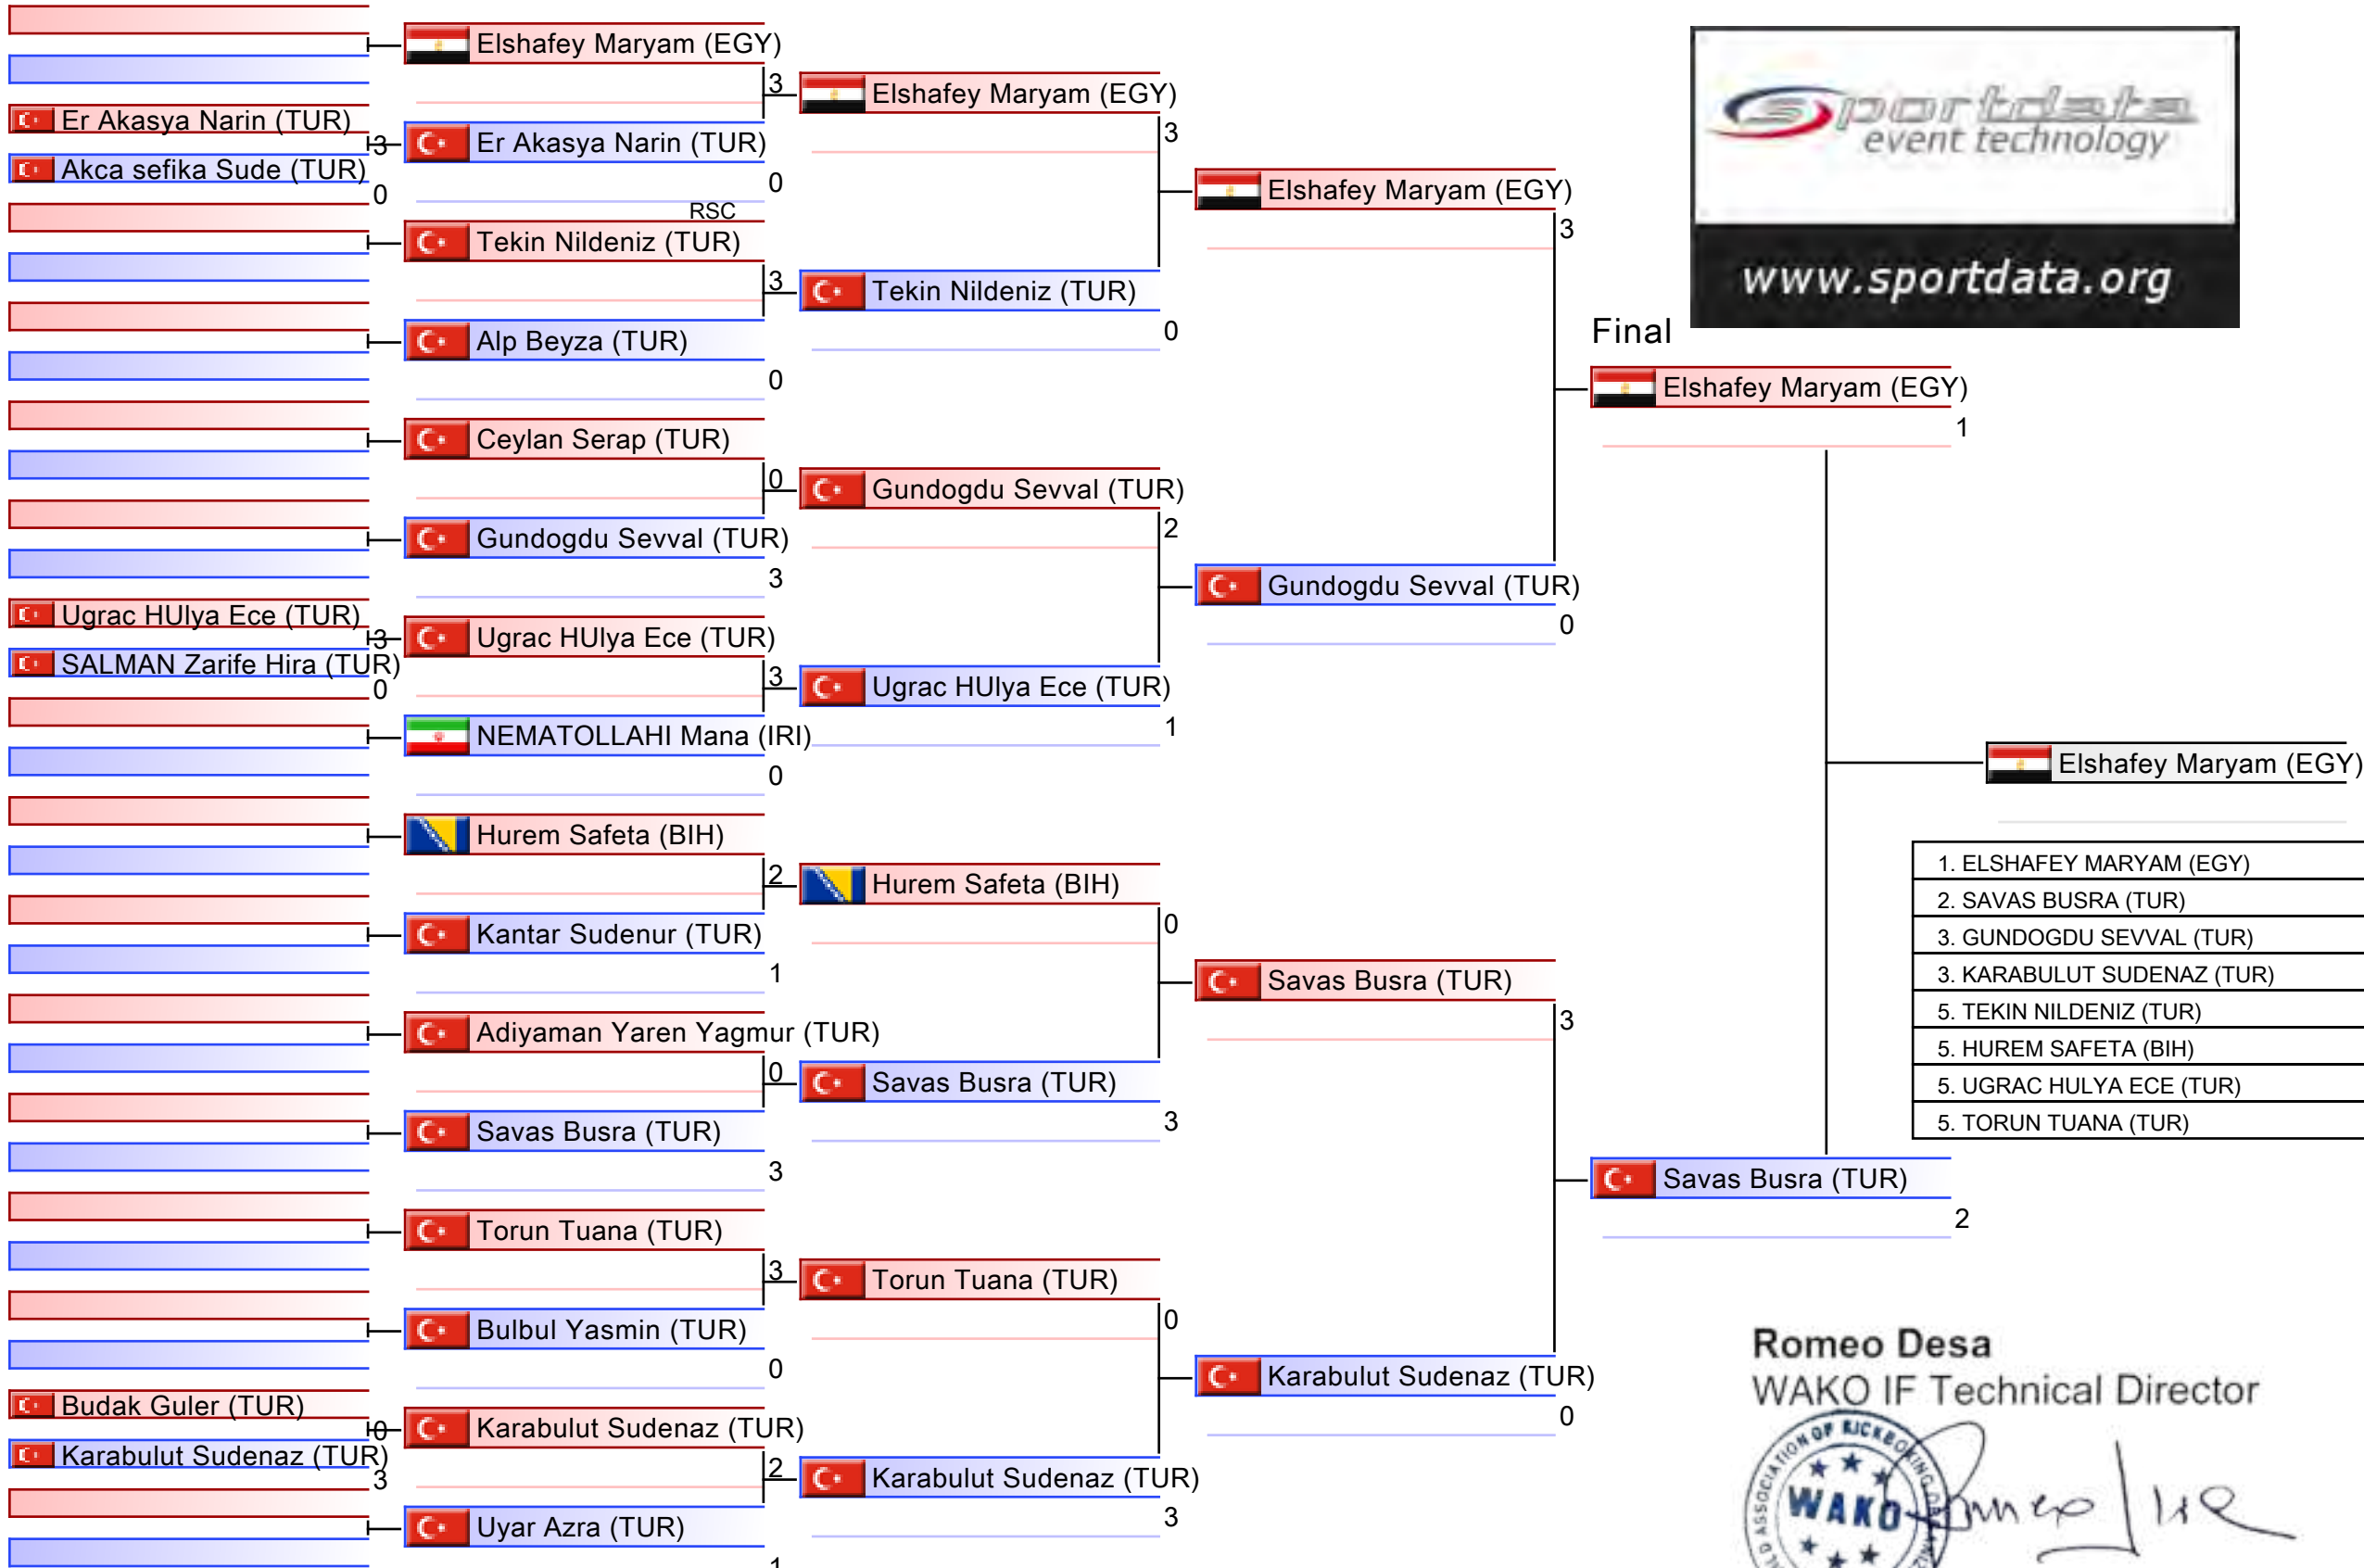 Er Akasya Narin (TUR)
3
Akca sefika Sude (TUR)
0
Ugrac HUlya Ece (TUR)
3
SALMAN Zarife Hira (TUR)
0
Budak Guler (TUR)
0
Karabulut Sudenaz (TUR)
3
Elshafey Maryam (EGY)
3
Er Akasya Narin (TUR)
0
RSC
Tekin Nildeniz (TUR)
3
Alp Beyza (TUR)
0
Ceylan Serap (TUR)
0
Gundogdu Sevval (TUR)
3
Ugrac HUlya Ece (TUR)
3
NEMATOLLAHI Mana (IRI)
0
Hurem Safeta (BIH)
2
Kantar Sudenur (TUR)
1
Adiyaman Yaren Yagmur (TUR)
0
Savas Busra (TUR)
3
Torun Tuana (TUR)
3
Bulbul Yasmin (TUR)
0
Karabulut Sudenaz (TUR)
2
Uyar Azra (TUR)
1
Elshafey Maryam (EGY)
3
Tekin Nildeniz (TUR)
0
Gundogdu Sevval (TUR)
2
Ugrac HUlya Ece (TUR)
1
Hurem Safeta (BIH)
0
Savas Busra (TUR)
3
Torun Tuana (TUR)
0
Karabulut Sudenaz (TUR)
3
Elshafey Maryam (EGY)
3
Gundogdu Sevval (TUR)
0
Savas Busra (TUR)
3
Karabulut Sudenaz (TUR)
0
Final
Elshafey Maryam (EGY)
1
Savas Busra (TUR)
2
sportdata
event technology
www.sportdata.org
Elshafey Maryam (EGY)
1. ELSHAFEY MARYAM (EGY)
2. SAVAS BUSRA (TUR)
3. GUNDOGDU SEVVAL (TUR)
3. KARABULUT SUDENAZ (TUR)
5. TEKIN NILDENIZ (TUR)
5. HUREM SAFETA (BIH)
5. UGRAC HULYA ECE (TUR)
5. TORUN TUANA (TUR)
Romeo Desa
WAKO IF Technical Director
ASSOCIATION OF KICKBOXING
WAKO